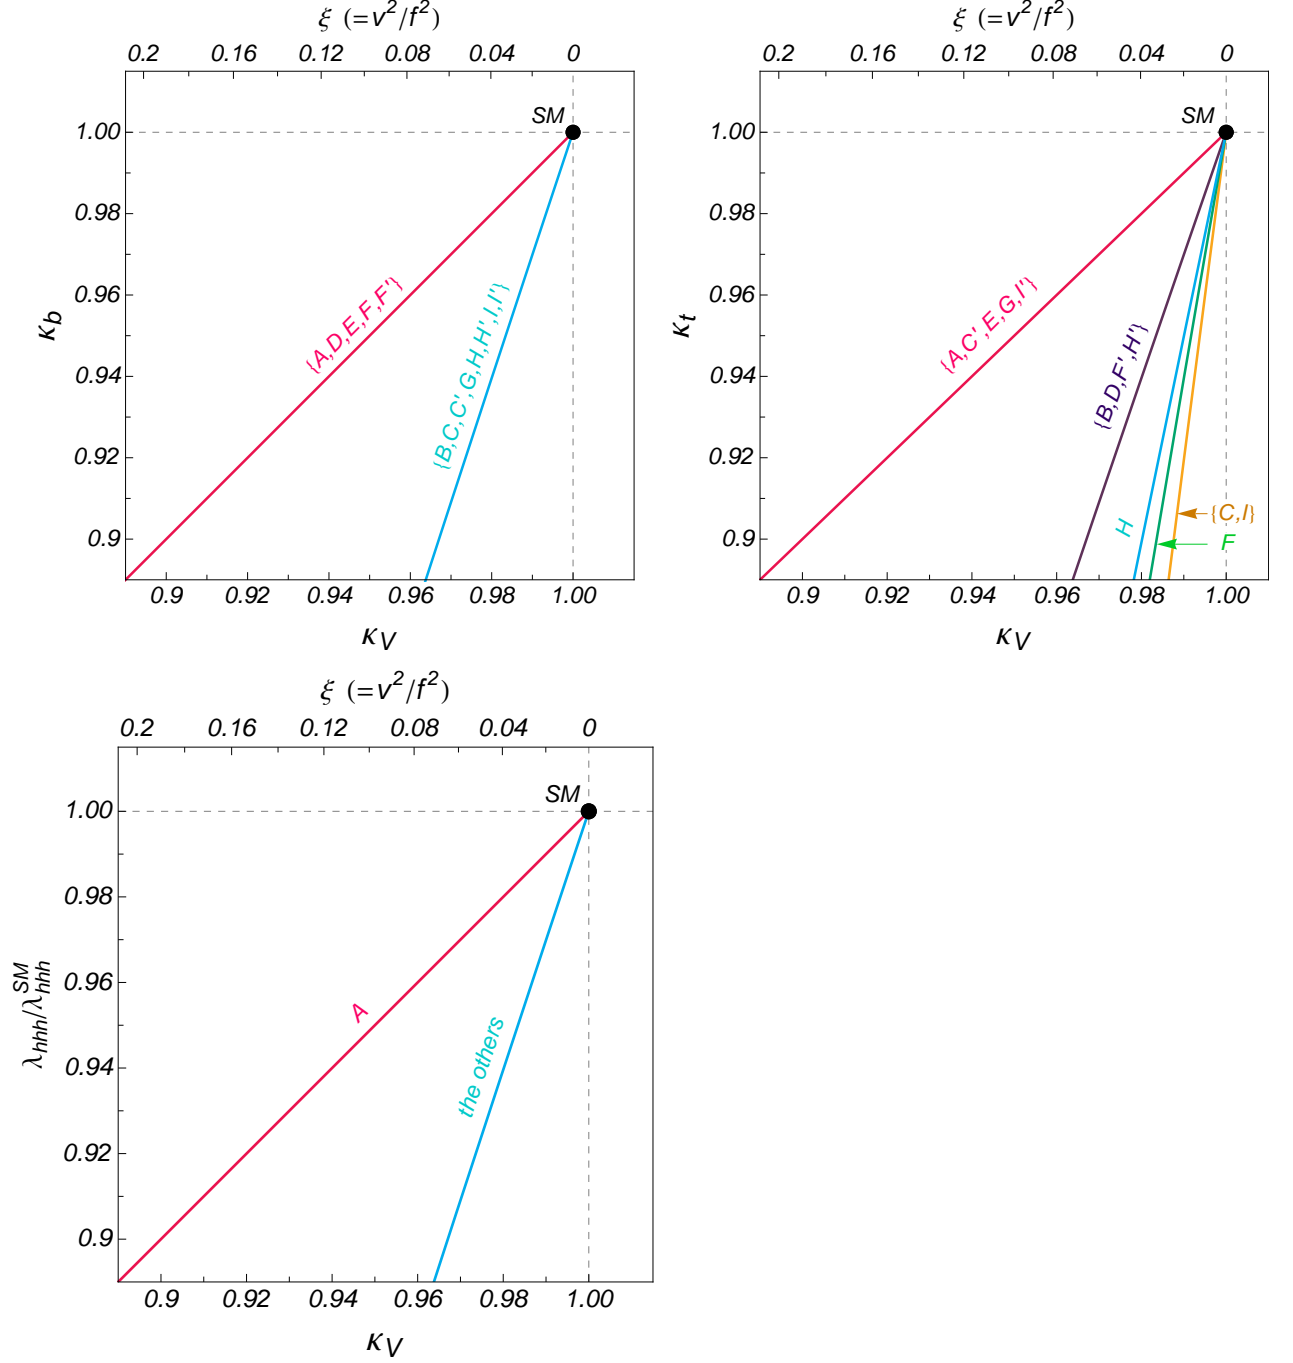 ξ (=v²/f²)
0.2 0.16 0.12 0.08 0.04 0
SM
1.00
0.98
0.96
0.94
0.92
0.9
κb
{A,D,E,F,F'}
{B,C,C',G,H,H',I,I'}
0.9 0.92 0.94 0.96 0.98 1.00
κV
ξ (=v²/f²)
0.2 0.16 0.12 0.08 0.04 0
SM
1.00
0.98
0.96
0.94
0.92
0.9
κt
{A,C',E,G,I'}
{B,D,F',H'}
H
{C,I}
F
0.9 0.92 0.94 0.96 0.98 1.00
κV
ξ (=v²/f²)
0.2 0.16 0.12 0.08 0.04 0
SM
1.00
0.98
0.96
0.94
0.92
0.9
λhhh/λhhh^SM
A
the others
0.9 0.92 0.94 0.96 0.98 1.00
κV